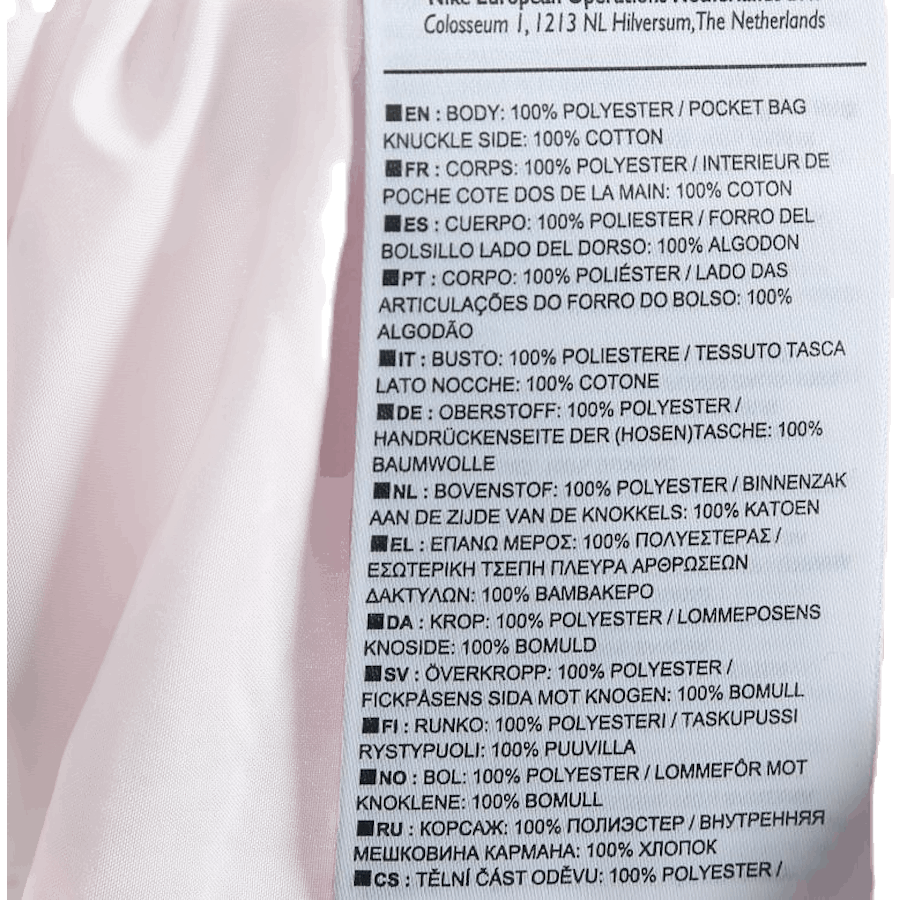 Colosseum 1, 1213 NL Hilversum, The Netherlands
EN : BODY: 100% POLYESTER / POCKET BAG
KNUCKLE SIDE: 100% COTTON
FR : CORPS: 100% POLYESTER / INTERIEUR DE
POCHE COTE DOS DE LA MAIN: 100% COTON
ES : CUERPO: 100% POLIESTER / FORRO DEL
BOLSILLO LADO DEL DORSO: 100% ALGODON
PT : CORPO: 100% POLIÉSTER / LADO DAS
ARTICULAÇÕES DO FORRO DO BOLSO: 100%
ALGODÃO
IT : BUSTO: 100% POLIESTERE / TESSUTO TASCA
LATO NOCCHE: 100% COTONE
DE : OBERSTOFF: 100% POLYESTER /
HANDRÜCKENSEITE DER (HOSEN)TASCHE: 100%
BAUMWOLLE
NL : BOVENSTOF: 100% POLYESTER / BINNENZAK
AAN DE ZIJDE VAN DE KNOKKELS: 100% KATOEN
EL : ΕΠΑΝΩ ΜΕΡΟΣ: 100% ΠΟΛΥΕΣΤΕΡΑΣ /
ΕΣΩΤΕΡΙΚΗ ΤΣΕΠΗ ΠΛΕΥΡΑ ΑΡΘΡΩΣΕΩΝ
ΔΑΚΤΥΛΩΝ: 100% ΒΑΜΒΑΚΕΡΟ
DA : KROP: 100% POLYESTER / LOMMEPOSENS
KNOSIDE: 100% BOMULD
SV : ÖVERKROPP: 100% POLYESTER /
FICKPÅSENS SIDA MOT KNOGEN: 100% BOMULL
FI : RUNKO: 100% POLYESTERI / TASKUPUSSI
RYSTYPUOLI: 100% PUUVILLA
NO : BOL: 100% POLYESTER / LOMMEFÔR MOT
KNOKLENE: 100% BOMULL
RU : КОРСАЖ: 100% ПОЛИЭСТЕР / ВНУТРЕННЯЯ
МЕШКОВИНА КАРМАНА: 100% ХЛОПОК
CS : TĚLNÍ ČÁST ODĚVU: 100% POLYESTER /